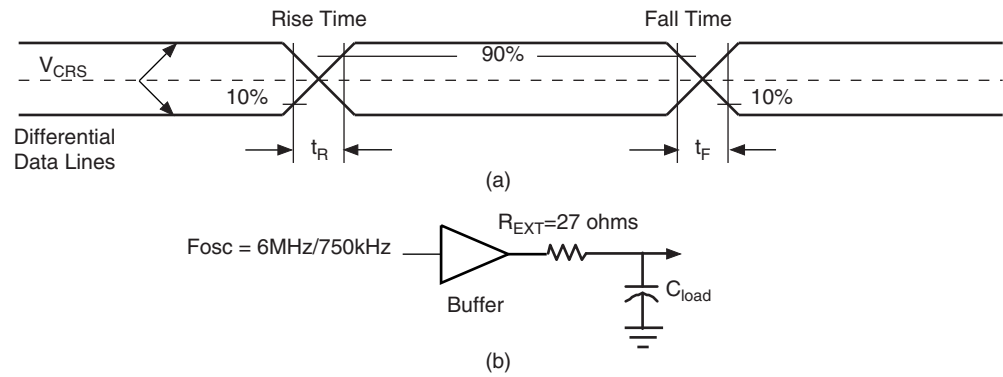 Rise Time
Fall Time
V_CRS
90%
10%
10%
Differential
Data Lines
t_R
t_F
(a)
R_EXT=27 ohms
Fosc = 6MHz/750kHz
Buffer
C_load
(b)